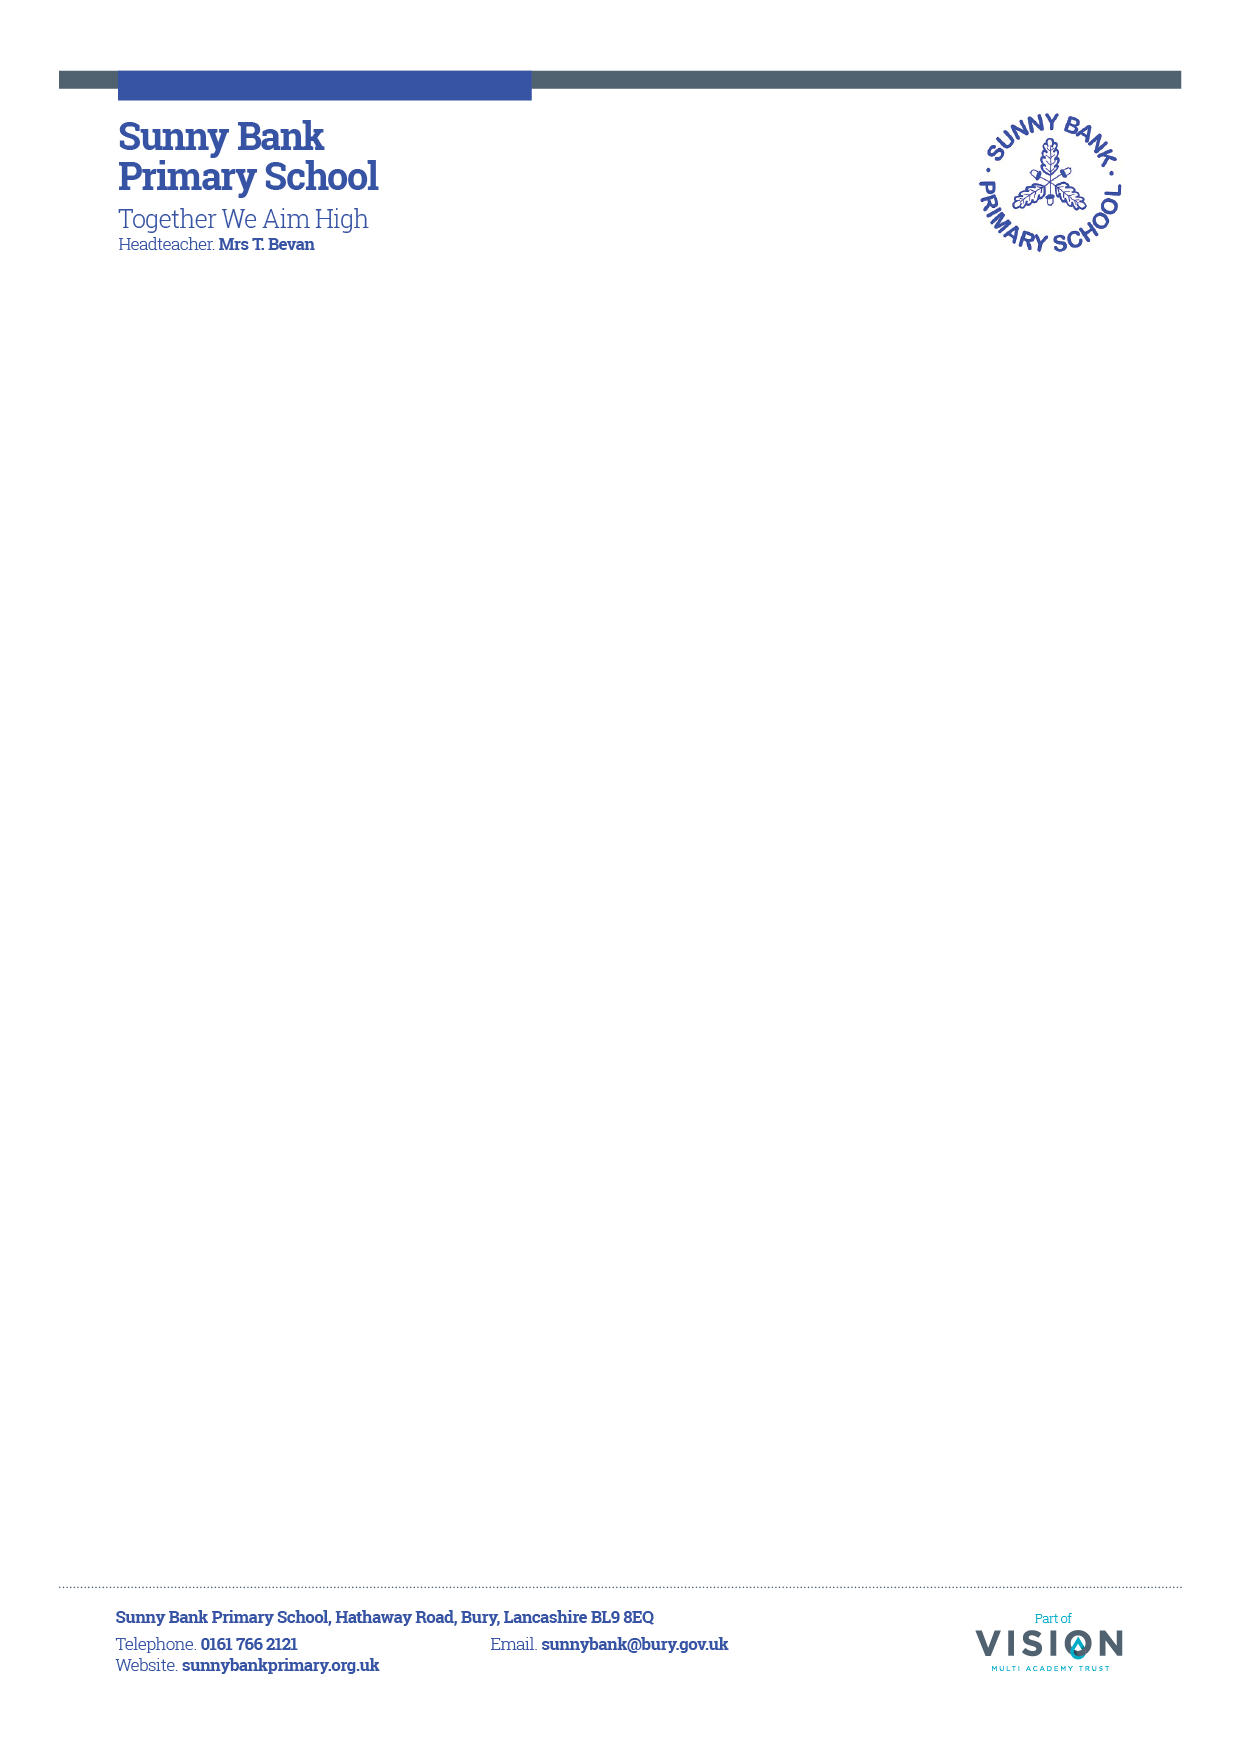 Sunny Bank
Primary School
Together We Aim High
Headteacher. Mrs T. Bevan
· SUNNY BANK ·
PRIMARY SCHOOL
Sunny Bank Primary School, Hathaway Road, Bury, Lancashire BL9 8EQ
Telephone. 0161 766 2121 Email. sunnybank@bury.gov.uk
Website. sunnybankprimary.org.uk
Part of
VISION
MULTI ACADEMY TRUST